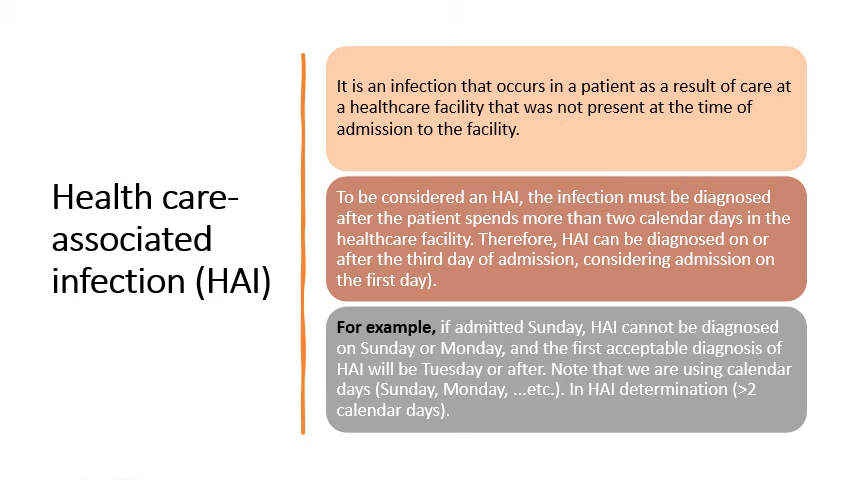 Health care-
associated
infection (HAI)
It is an infection that occurs in a patient as a result of care at
a healthcare facility that was not present at the time of
admission to the facility.
To be considered an HAI, the infection must be diagnosed
after the patient spends more than two calendar days in the
healthcare facility. Therefore, HAI can be diagnosed on or
after the third day of admission, considering admission on
the first day).
For example, if admitted Sunday, HAI cannot be diagnosed
on Sunday or Monday, and the first acceptable diagnosis of
HAI will be Tuesday or after. Note that we are using calendar
days (Sunday, Monday, ...etc.). In HAI determination (>2
calendar days).